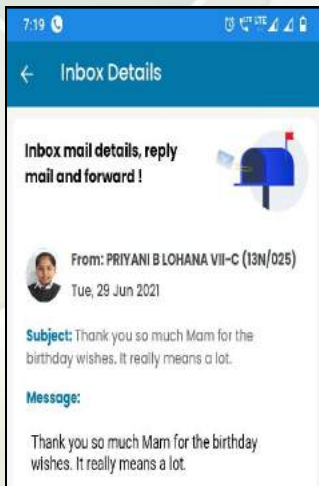 7:19
LTE LTE
Inbox Details
Inbox mail details, reply
mail and forward !
From: PRIYANI B LOHANA VII-C (13N/025)
Tue, 29 Jun 2021
Subject: Thank you so much Mam for the
birthday wishes. It really means a lot.
Message:
Thank you so much Mam for the birthday
wishes. It really means a lot.